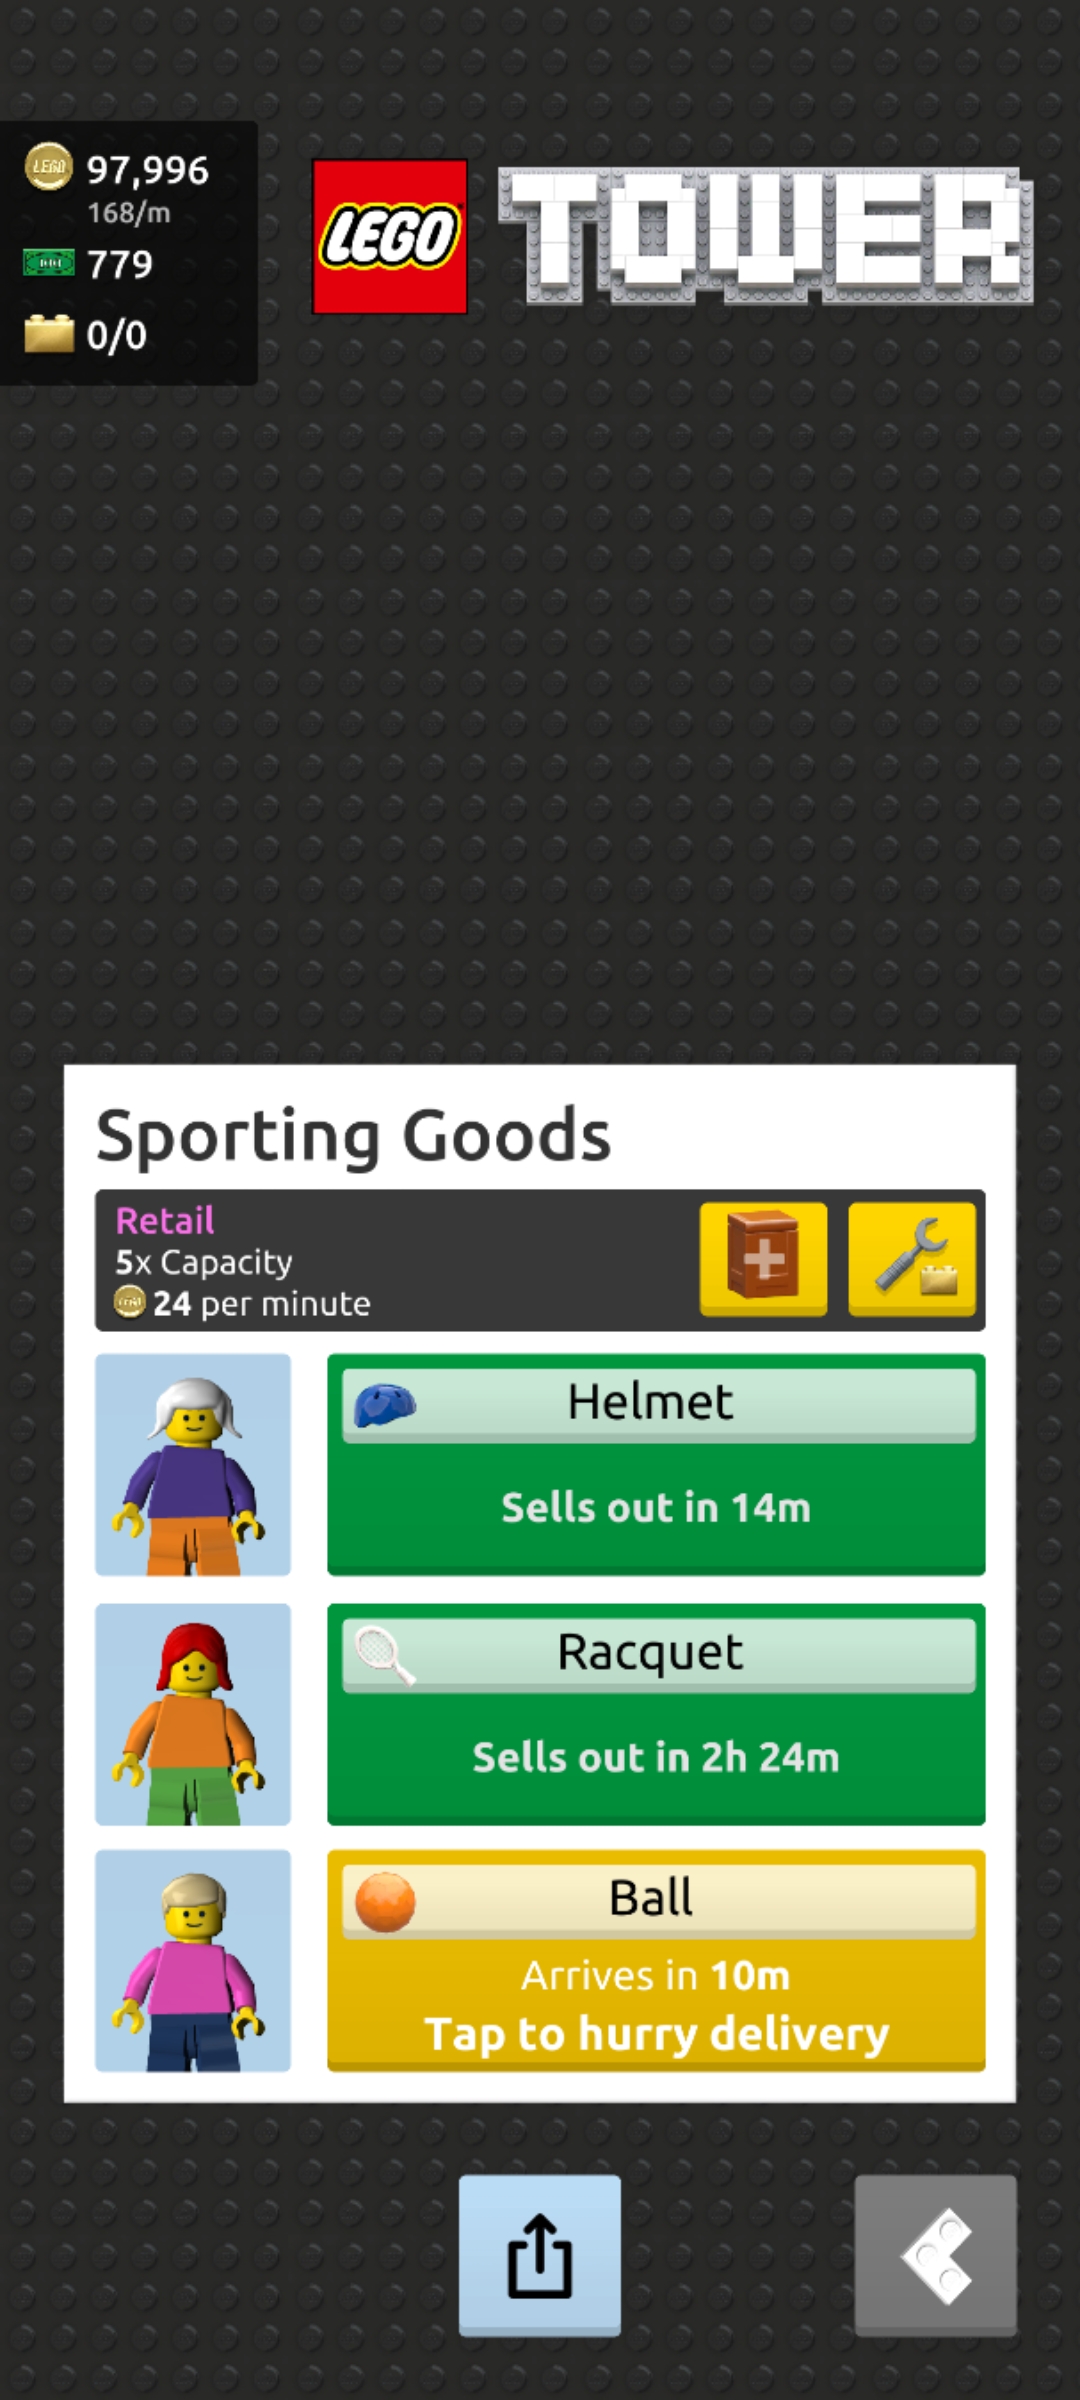 97,996
168/m
779
0/0
LEGO
TOWER
Sporting Goods
Retail
5x Capacity
24 per minute
Helmet
Sells out in 14m
Racquet
Sells out in 2h 24m
Ball
Arrives in 10m
Tap to hurry delivery